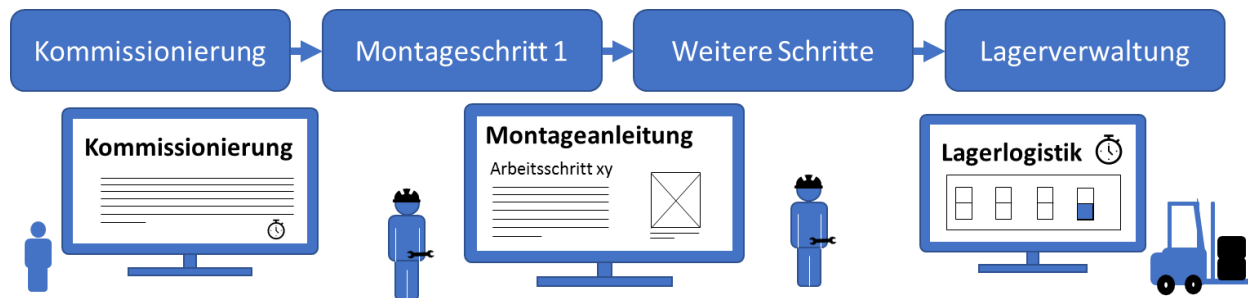 Kommissionierung
Montageschritt 1
Weitere Schritte
Lagerverwaltung
Kommissionierung
Montageanleitung
Arbeitsschritt xy
Lagerlogistik